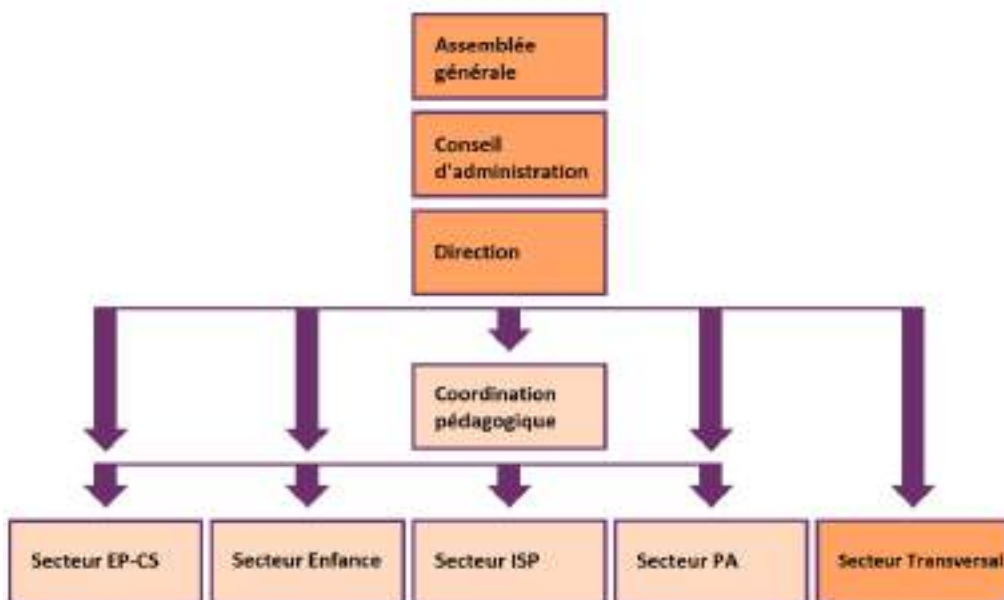 Assemblée
générale
Conseil
d'administration
Direction
Coordination
pédagogique
Secteur EP-CS
Secteur Enfance
Secteur ISP
Secteur PA
Secteur Transversal